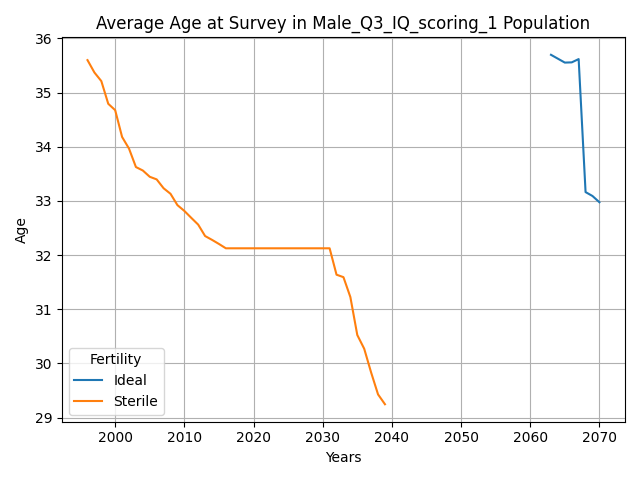 Average Age at Survey in Male_Q3_IQ_scoring_1 Population
36
35
34
33
32
31
30
29
Age
Fertility
Ideal
Sterile
2000 2010 2020 2030 2040 2050 2060 2070
Years